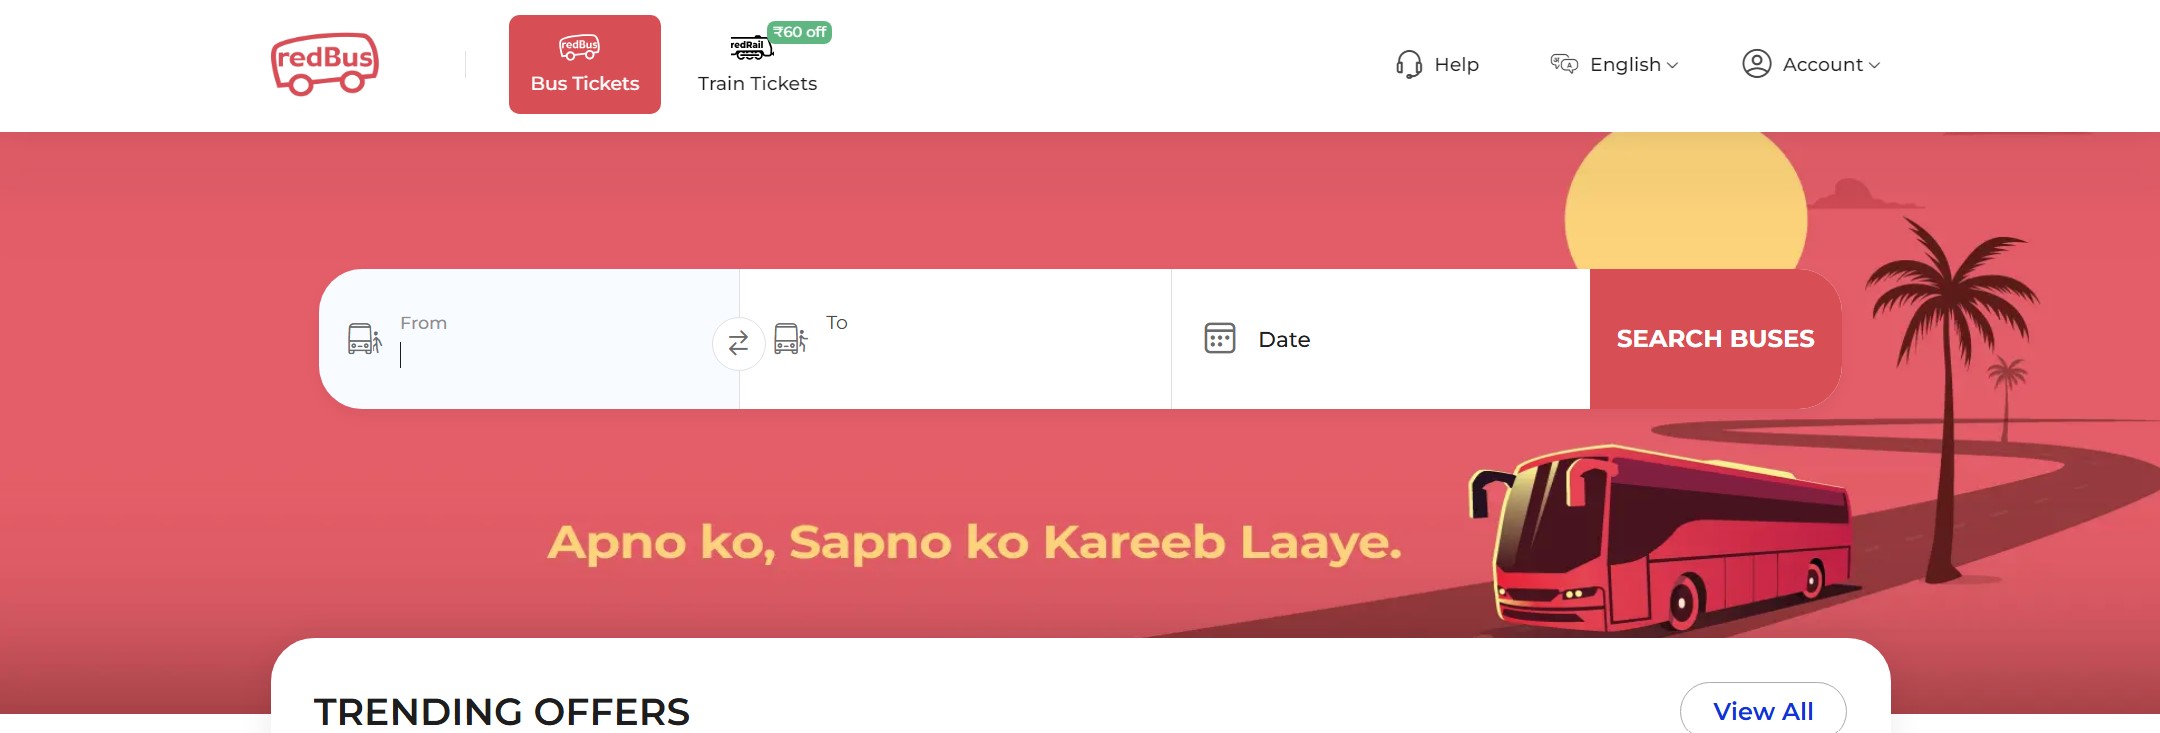 redBus
redBus
Bus Tickets
redRail
₹60 off
Train Tickets
Help
English
Account
From
To
Date
SEARCH BUSES
Apno ko, Sapno ko Kareeb Laaye.
TRENDING OFFERS
View All